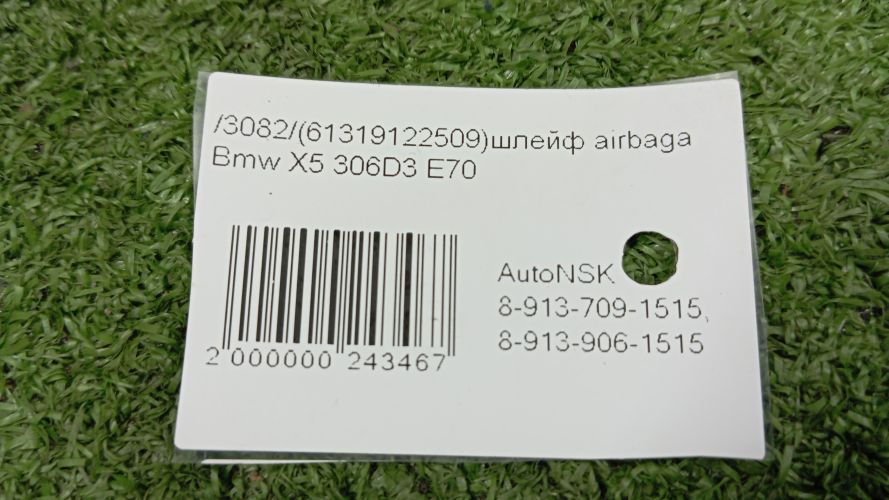 /3082/(61319122509)шлейф airbaga
Bmw X5 306D3 E70
AutoNSK
8-913-709-1515,
8-913-906-1515
2 000000 243467